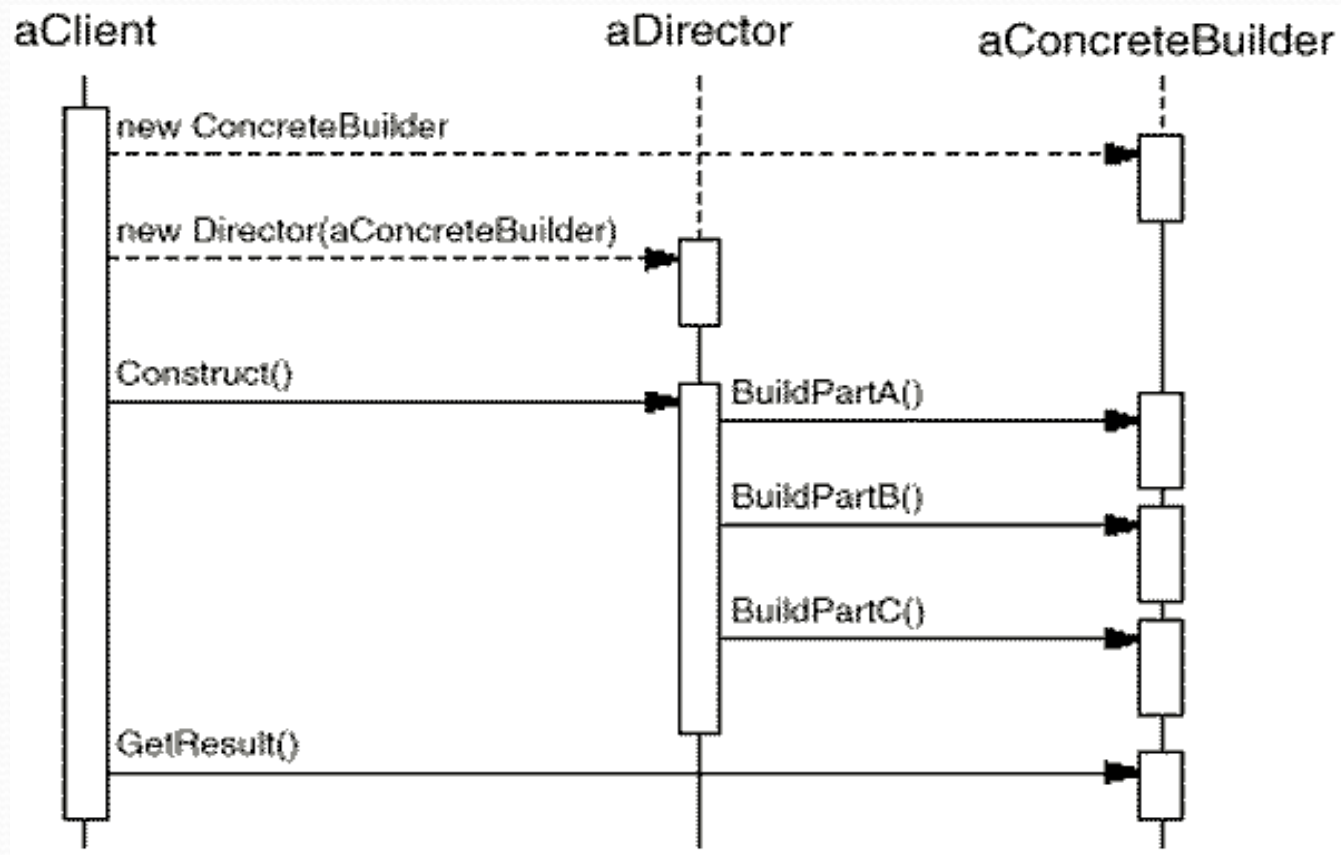 aClient
aDirector
aConcreteBuilder
new ConcreteBuilder
new Director(aConcreteBuilder)
Construct()
BuildPartA()
BuildPartB()
BuildPartC()
GetResult()